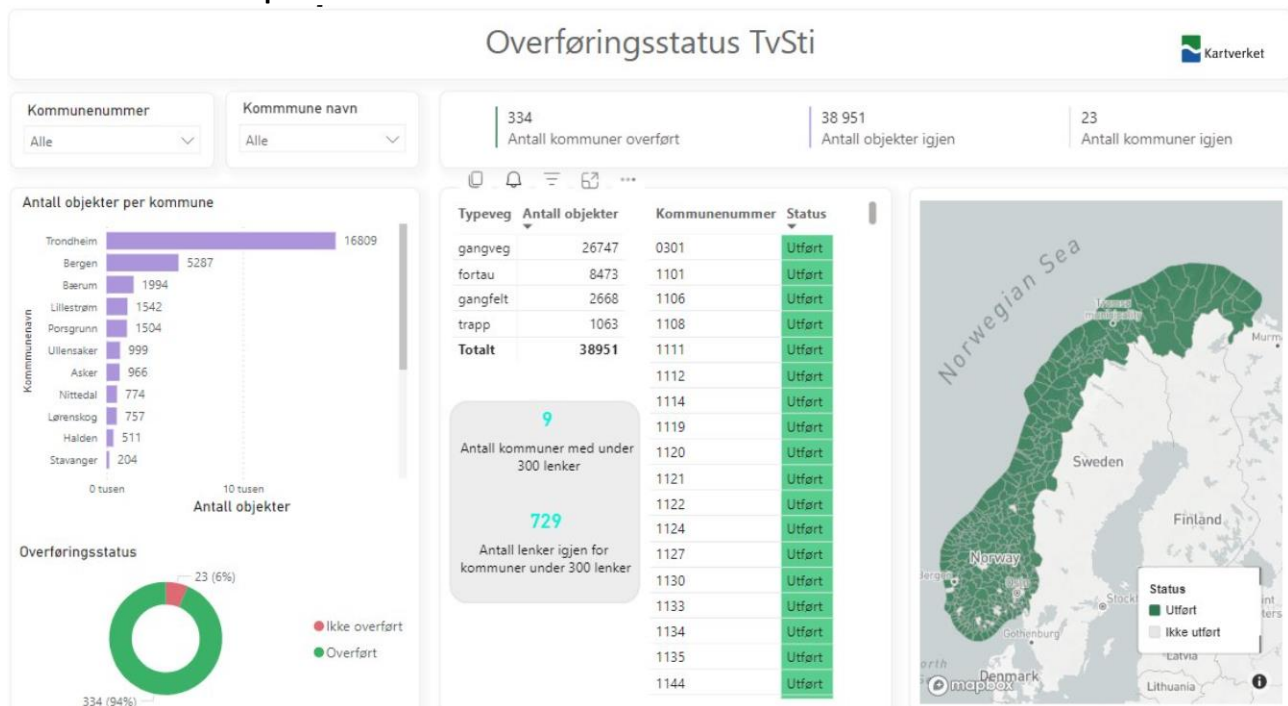 Overføringsstatus TvSti
Kartverket
Kommunenummer
Alle
Kommmune navn
Alle
334
Antall kommuner overført
38 951
Antall objekter igjen
23
Antall kommuner igjen
Antall objekter per kommune
Kommmunenavn
Trondheim 16809
Bergen 5287
Bærum 1994
Lillestrøm 1542
Porsgrunn 1504
Ullensaker 999
Asker 966
Nittedal 774
Lørenskog 757
Halden 511
Stavanger 204
0 tusen 10 tusen
Antall objekter
Overføringsstatus
23 (6%)
334 (94%)
Ikke overført
Overført
Typeveg Antall objekter
gangveg 26747
fortau 8473
gangfelt 2668
trapp 1063
Totalt 38951
9
Antall kommuner med under
300 lenker
729
Antall lenker igjen for
kommuner under 300 lenker
Kommunenummer Status
0301 Utført
1101 Utført
1106 Utført
1108 Utført
1111 Utført
1112 Utført
1114 Utført
1119 Utført
1120 Utført
1121 Utført
1122 Utført
1124 Utført
1127 Utført
1130 Utført
1133 Utført
1134 Utført
1135 Utført
1144 Utført
Norwegian Sea
Tromsø
municipality
Murm
Sweden
Finland
Norway
Oslo
Stock
Gothenburg
Denmark
Latvia
Lithuania
Status
Utført
Ikke utført
mapbox